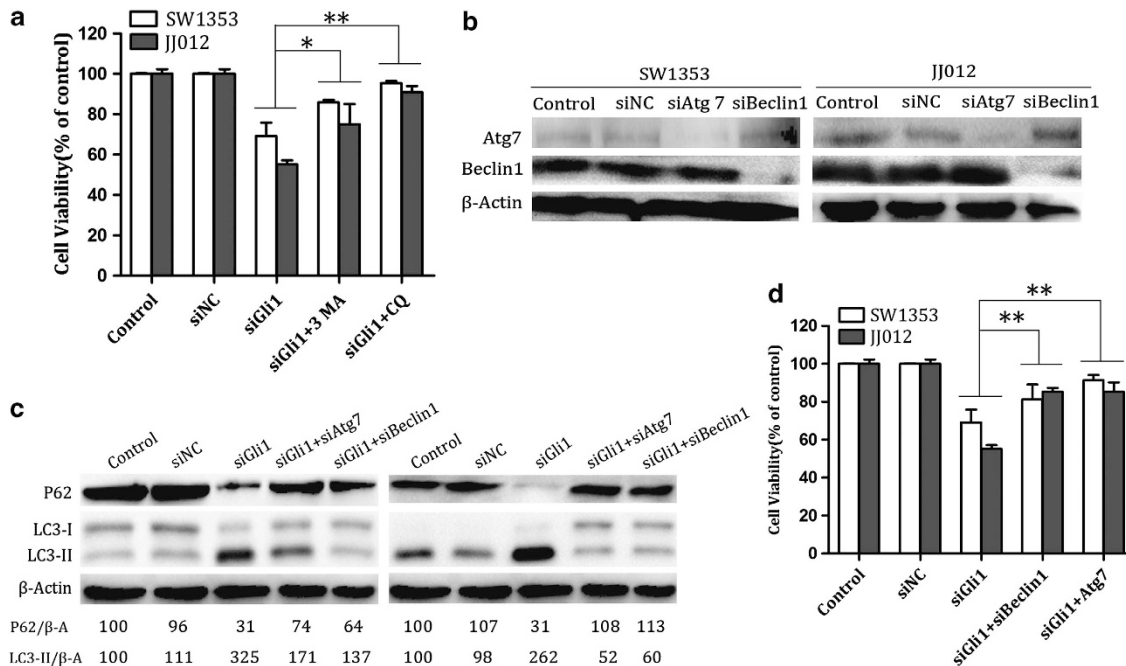 a
SW1353
JJ012
**
*
120
100
80
60
40
20
0
Cell Viability(% of control)
Control
siNC
siGli1
siGli1+3 MA
siGli1+CQ
b
SW1353
JJ012
Control siNC siAtg 7 siBeclin1
Control siNC siAtg7 siBeclin1
Atg7
Beclin1
β-Actin
c
Control
siNC
siGli1
siGli1+siAtg7
siGli1+siBeclin1
Control
siNC
siGli1
siGli1+siAtg7
siGli1+siBeclin1
P62
LC3-I
LC3-II
β-Actin
P62/β-A 100 96 31 74 64 100 107 31 108 113
LC3-II/β-A 100 111 325 171 137 100 98 262 52 60
d
SW1353
JJ012
**
**
120
100
80
60
40
20
0
Cell Viability(% of control)
Control
siNC
siGli1
siGli1+siBeclin1
siGli1+Atg7